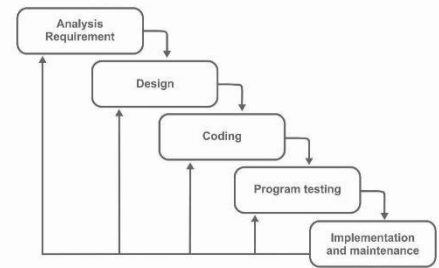 Analysis
Requirement
Design
Coding
Program testing
Implementation
and maintenance